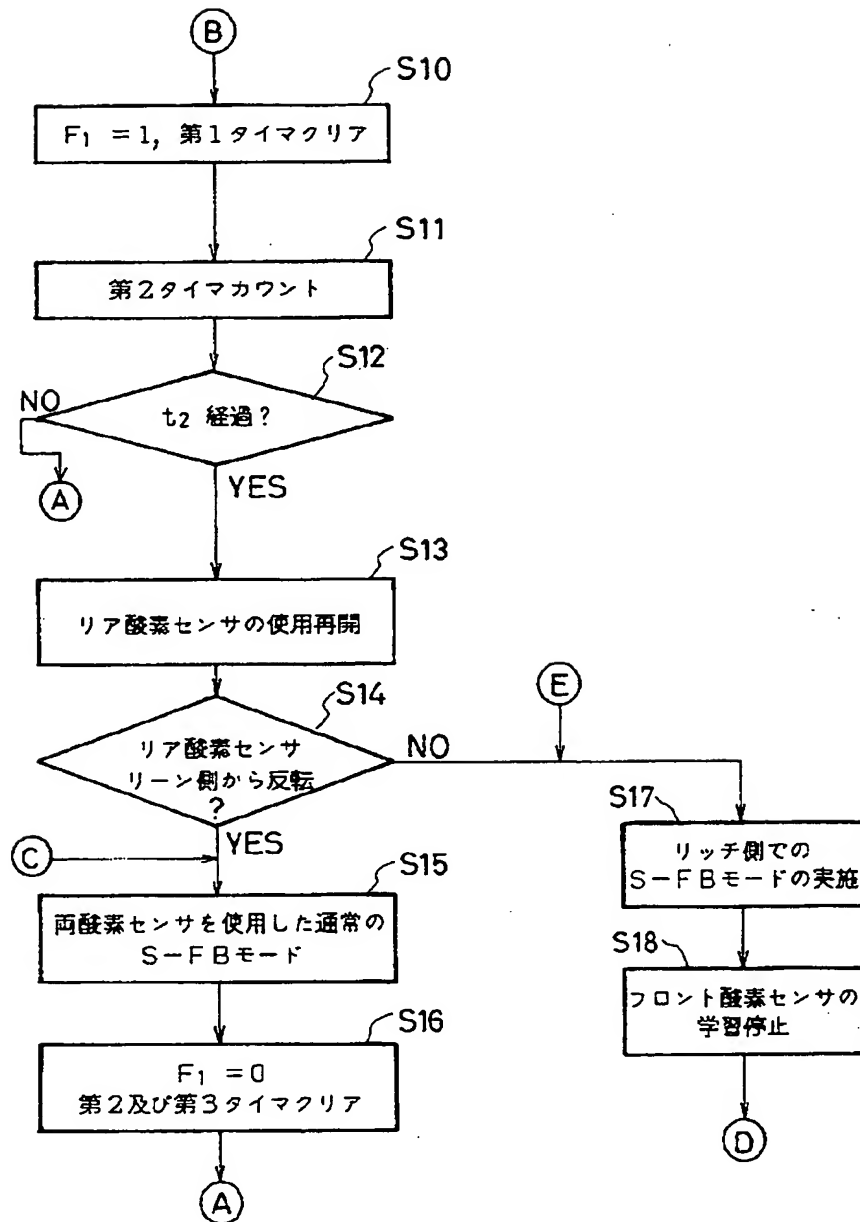 B
S10
F₁ =1, 第1タイマクリア
S11
第2タイマカウント
S12
NO
t₂ 経過?
A
YES
S13
リア酸素センサの使用再開
E
S14
リア酸素センサ
リーン側から反転
?
NO
YES
C
S15
両酸素センサを使用した通常の
S-FBモード
S16
F₁ =0
第2及び第3タイマクリア
A
S17
リッチ側での
S-FBモードの実施
S18
フロント酸素センサの
学習停止
D